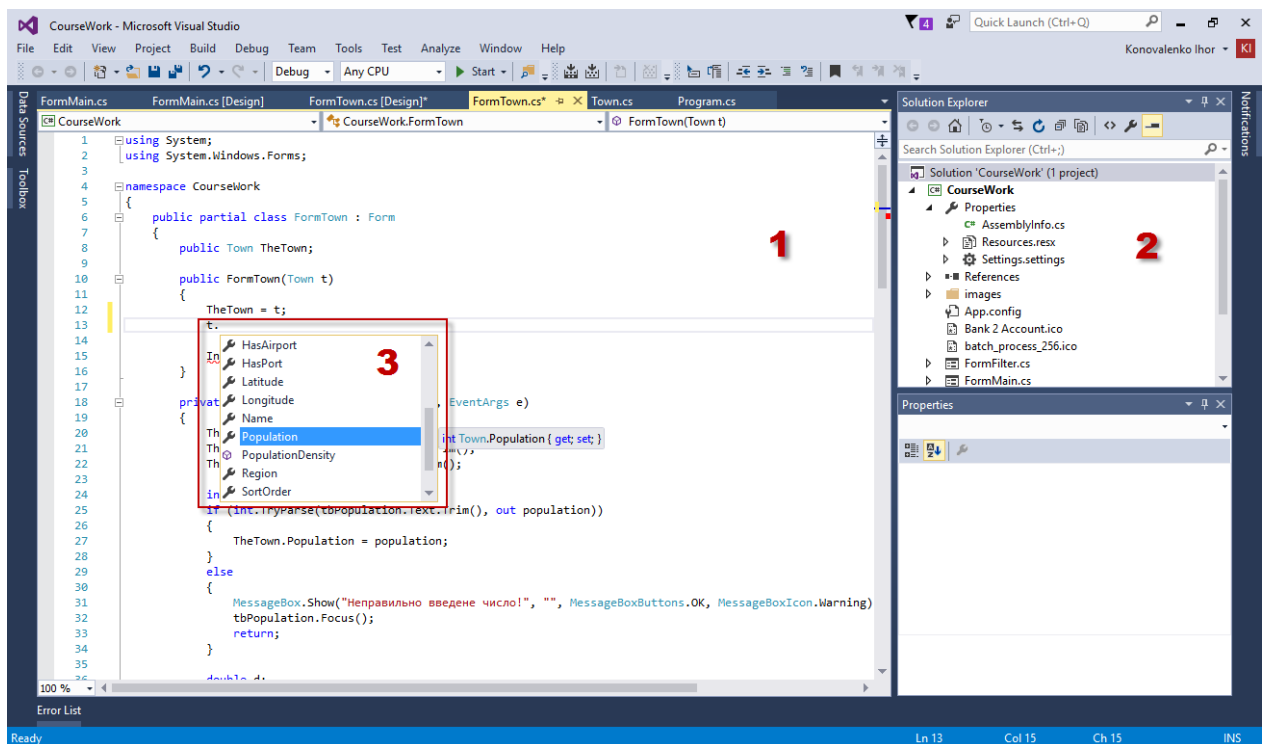 CourseWork - Microsoft Visual Studio
4
Quick Launch (Ctrl+Q)
File Edit View Project Build Debug Team Tools Test Analyze Window Help
Konovalenko Ihor KI
Debug Any CPU Start
Data Sources
Toolbox
FormMain.cs FormMain.cs [Design] FormTown.cs [Design]* FormTown.cs* Town.cs Program.cs
C# CourseWork CourseWork.FormTown FormTown(Town t)
1 using System;
2 using System.Windows.Forms;
3
4 namespace CourseWork
5 {
6 public partial class FormTown : Form
7 {
8 public Town TheTown;
9
10 public FormTown(Town t)
11 {
12 TheTown = t;
13 t.
14
15 In
16 }
17
18 privat , EventArgs e)
19 {
20 Th
21 Th im();
22 Th m();
23
24 in
25 if (int.TryParse(tbPopulation.Text.Trim(), out population))
26 {
27 TheTown.Population = population;
28 }
29 else
30 {
31 MessageBox.Show("Неправильно введене число!", "", MessageBoxButtons.OK, MessageBoxIcon.Warning)
32 tbPopulation.Focus();
33 return;
34 }
35
36 double d;
HasAirport
HasPort
Latitude
Longitude
Name
Population
PopulationDensity
Region
SortOrder
int Town.Population { get; set; }
1
2
3
100 %
Solution Explorer
Search Solution Explorer (Ctrl+;)
Solution 'CourseWork' (1 project)
C# CourseWork
Properties
C# AssemblyInfo.cs
Resources.resx
Settings.settings
References
images
App.config
Bank 2 Account.ico
batch_process_256.ico
FormFilter.cs
FormMain.cs
Properties
Notifications
Error List
Ready Ln 13 Col 15 Ch 15 INS